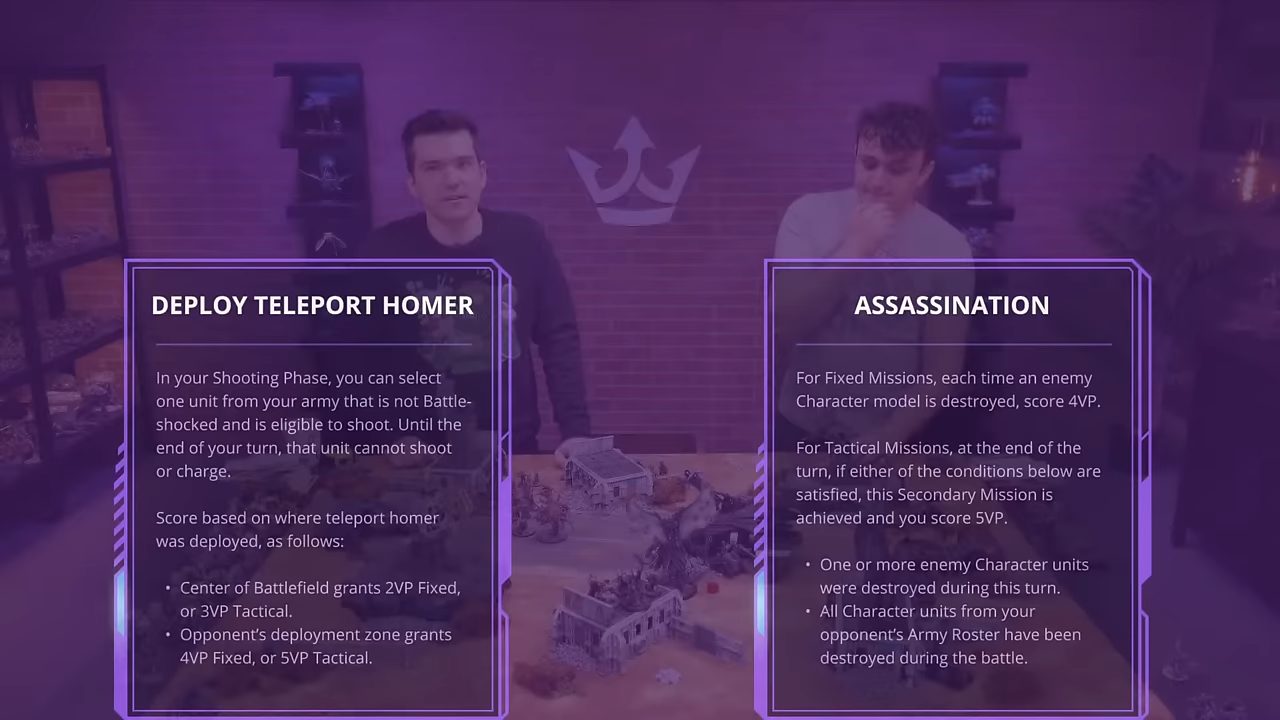 DEPLOY TELEPORT HOMER
In your Shooting Phase, you can select
one unit from your army that is not Battle-
shocked and is eligible to shoot. Until the
end of your turn, that unit cannot shoot
or charge.
Score based on where teleport homer
was deployed, as follows:
• Center of Battlefield grants 2VP Fixed,
or 3VP Tactical.
• Opponent’s deployment zone grants
4VP Fixed, or 5VP Tactical.
ASSASSINATION
For Fixed Missions, each time an enemy
Character model is destroyed, score 4VP.
For Tactical Missions, at the end of the
turn, if either of the conditions below are
satisfied, this Secondary Mission is
achieved and you score 5VP.
• One or more enemy Character units
were destroyed during this turn.
• All Character units from your
opponent’s Army Roster have been
destroyed during the battle.